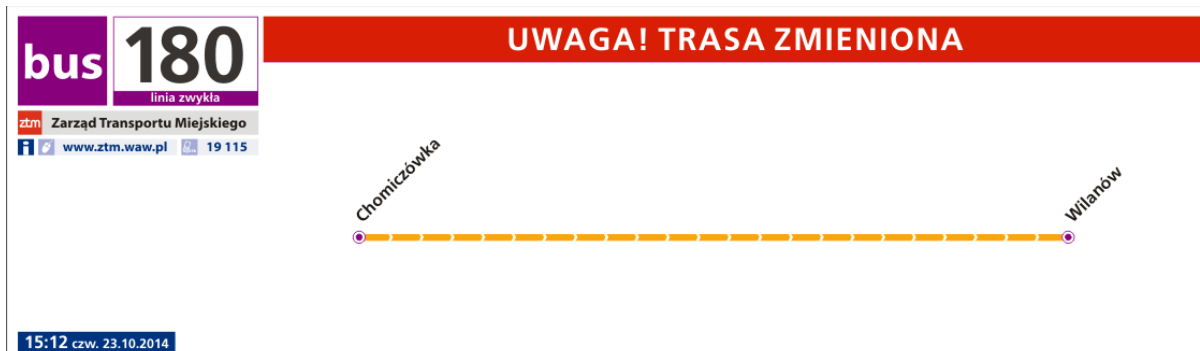 bus
180
linia zwykła
UWAGA! TRASA ZMIENIONA
ztm Zarząd Transportu Miejskiego
i www.ztm.waw.pl 19 115
Chomiczówka
Wilanów
15:12 czw. 23.10.2014